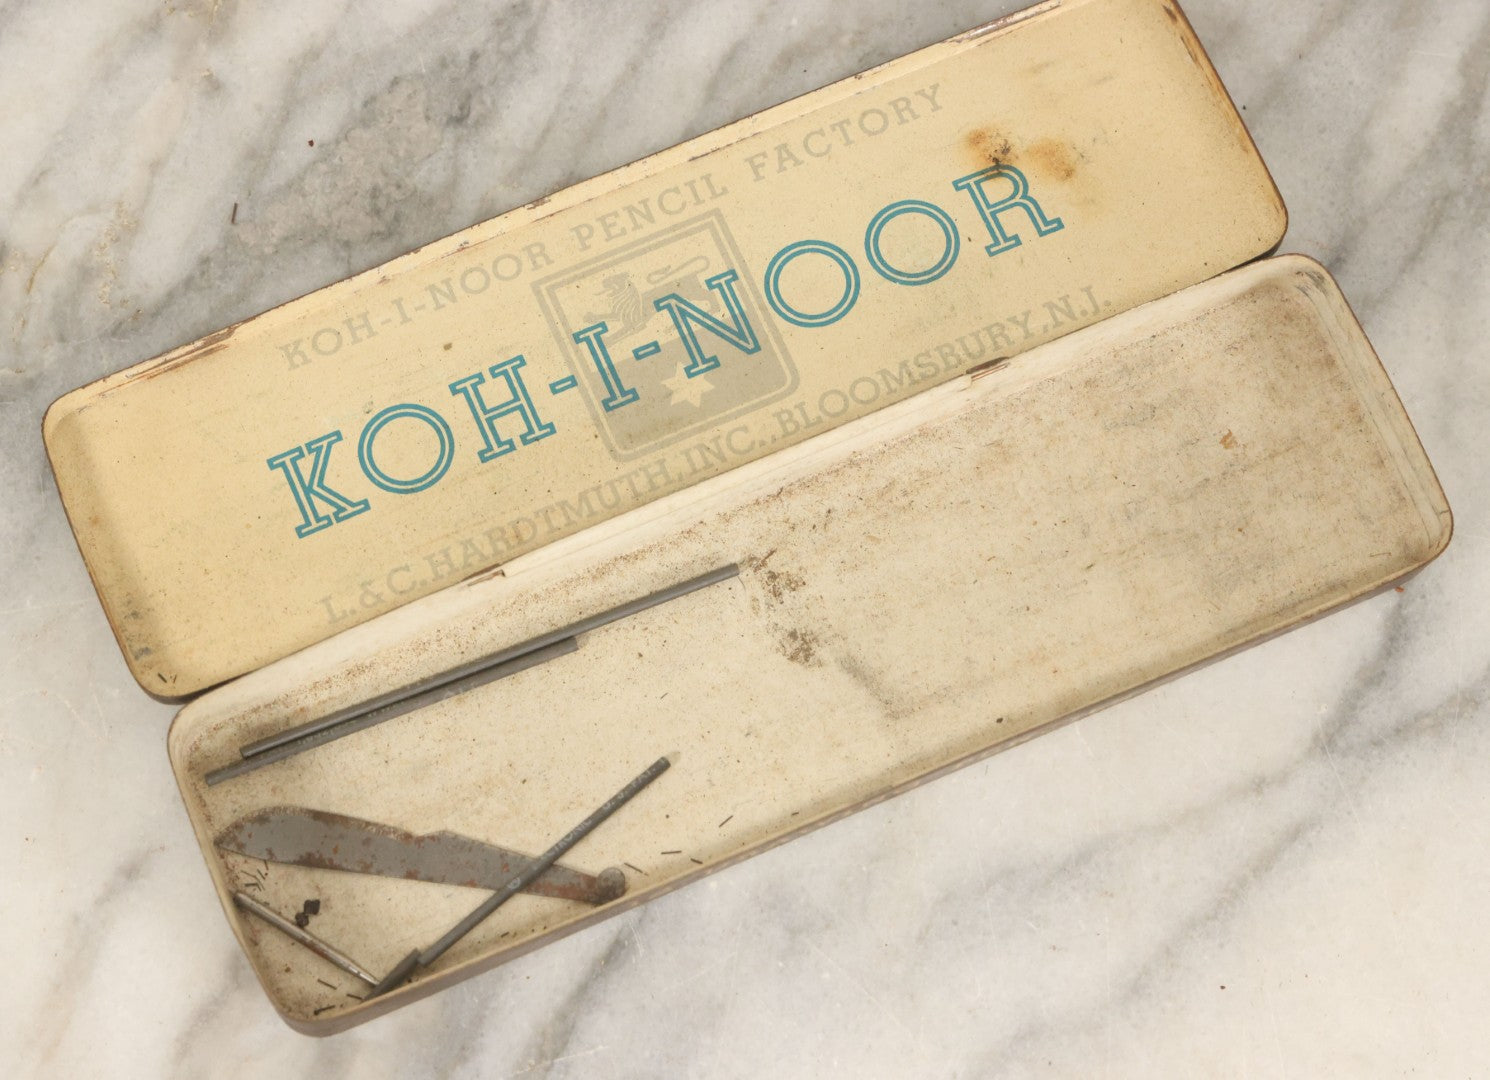 KOH-I-NOOR PENCIL FACTORY
KOH-I-NOOR
L.&C.HARDTMUTH,INC.,BLOOMSBURY,N.J.